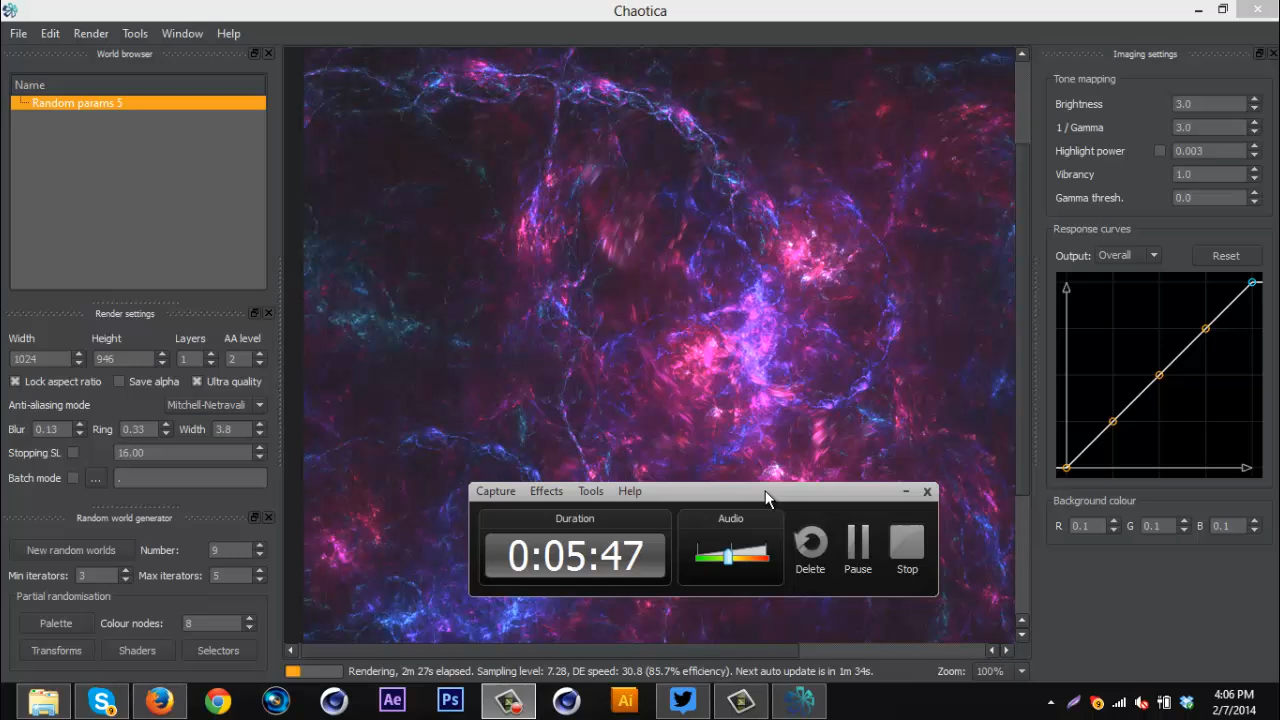 Chaotica
File Edit Render Tools Window Help
World browser
Name
Random params 5
Render settings
Width Height Layers AA level
1024 946 1 2
Lock aspect ratio Save alpha Ultra quality
Anti-aliasing mode Mitchell-Netravali
Blur 0.13 Ring 0.33 Width 3.8
Stopping SL 16.00
Batch mode ... .
Random world generator
New random worlds Number: 9
Min iterators: 3 Max iterators: 5
Partial randomisation
Palette Colour nodes: 8
Transforms Shaders Selectors
Imaging settings
Tone mapping
Brightness 3.0
1 / Gamma 3.0
Highlight power 0.003
Vibrancy 1.0
Gamma thresh. 0.0
Response curves
Output: Overall Reset
Background colour
R 0.1 G 0.1 B 0.1
Capture Effects Tools Help
Duration
0:05:47
Audio
Delete Pause Stop
Rendering, 2m 27s elapsed. Sampling level: 7.28, DE speed: 30.8 (85.7% efficiency). Next auto update is in 1m 34s. Zoom: 100%
Ae Ps Ai
4:06 PM
2/7/2014